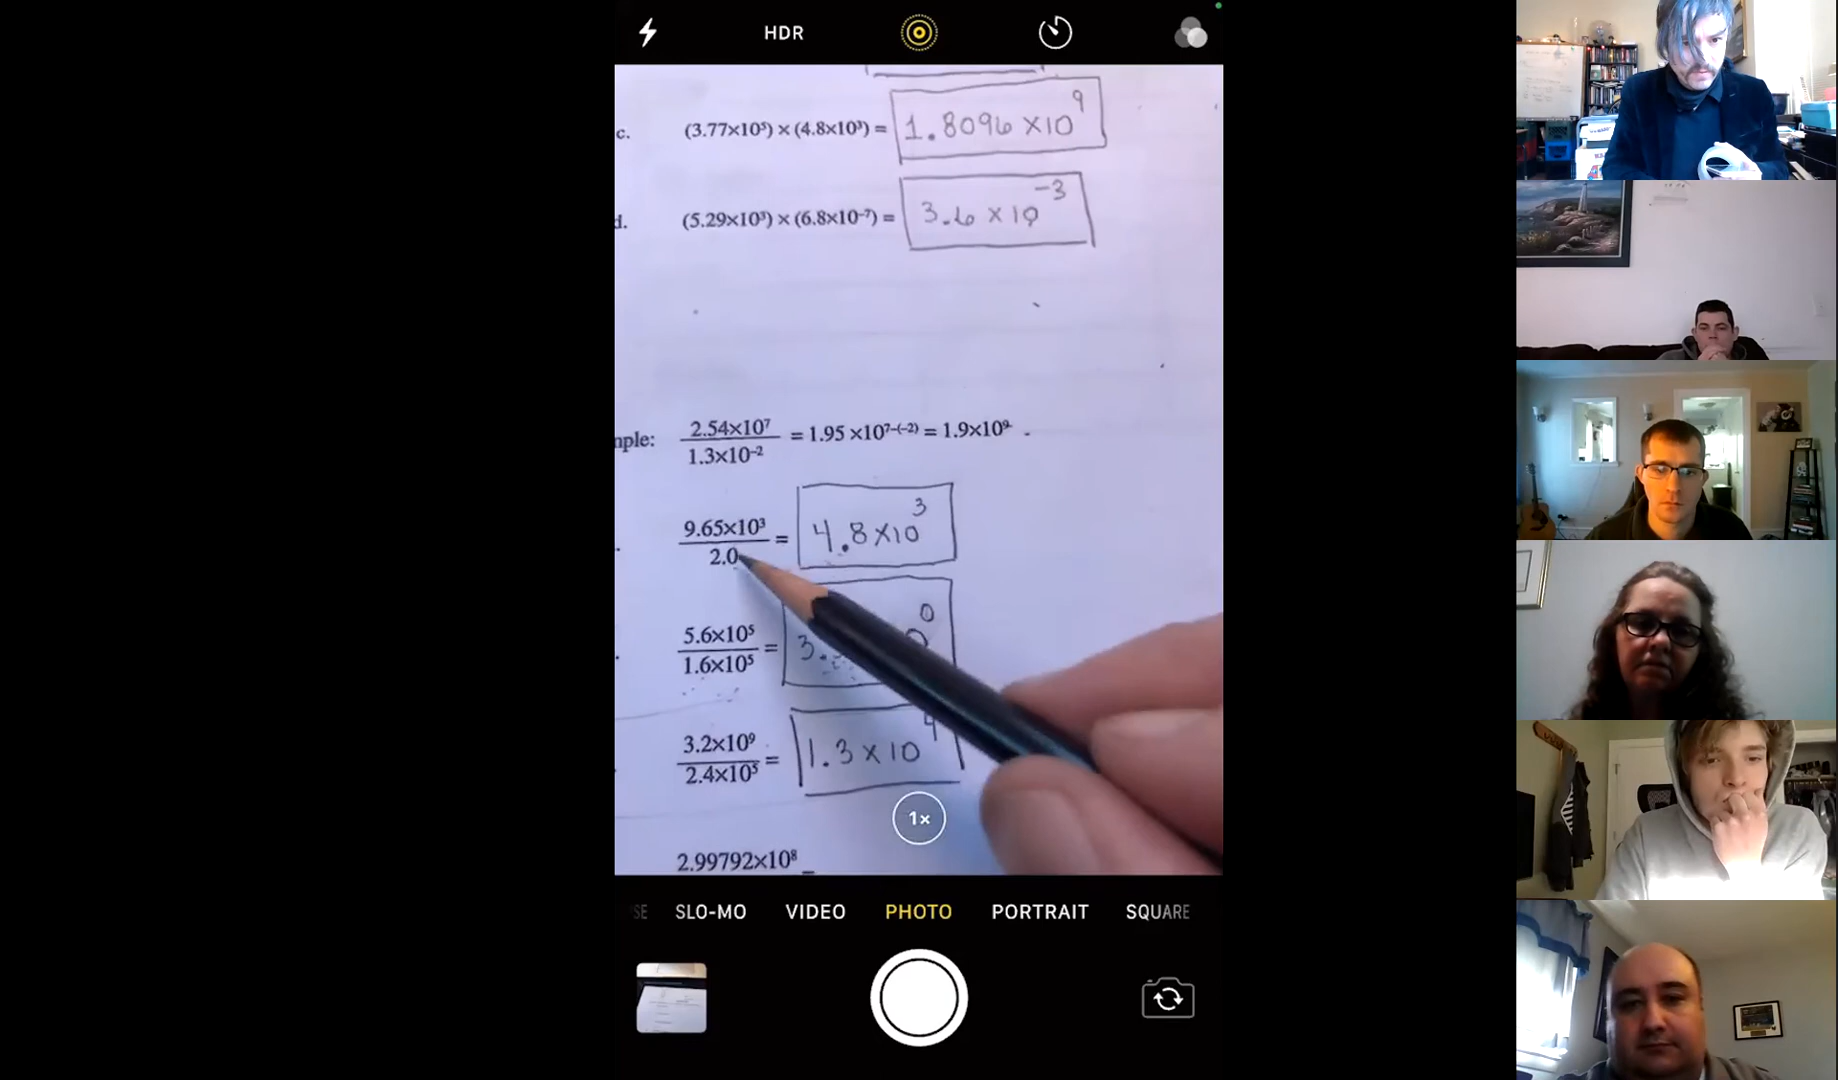 HDR
c. (3.77×10⁵) × (4.8×10³) = 1.8096 ×10⁹
d. (5.29×10³) × (6.8×10⁻⁷) = 3.6 × 10⁻³
mple: 2.54×10⁷ / 1.3×10⁻² = 1.95 ×10⁷⁻⁽⁻²⁾ = 1.9×10⁹
9.65×10³ / 2.0 = 4.8 ×10³
5.6×10⁵ / 1.6×10⁵ = 3.
3.2×10⁹ / 2.4×10⁵ = 1.3 × 10⁴
1×
2.99792×10⁸
SLO-MO VIDEO PHOTO PORTRAIT SQUARE